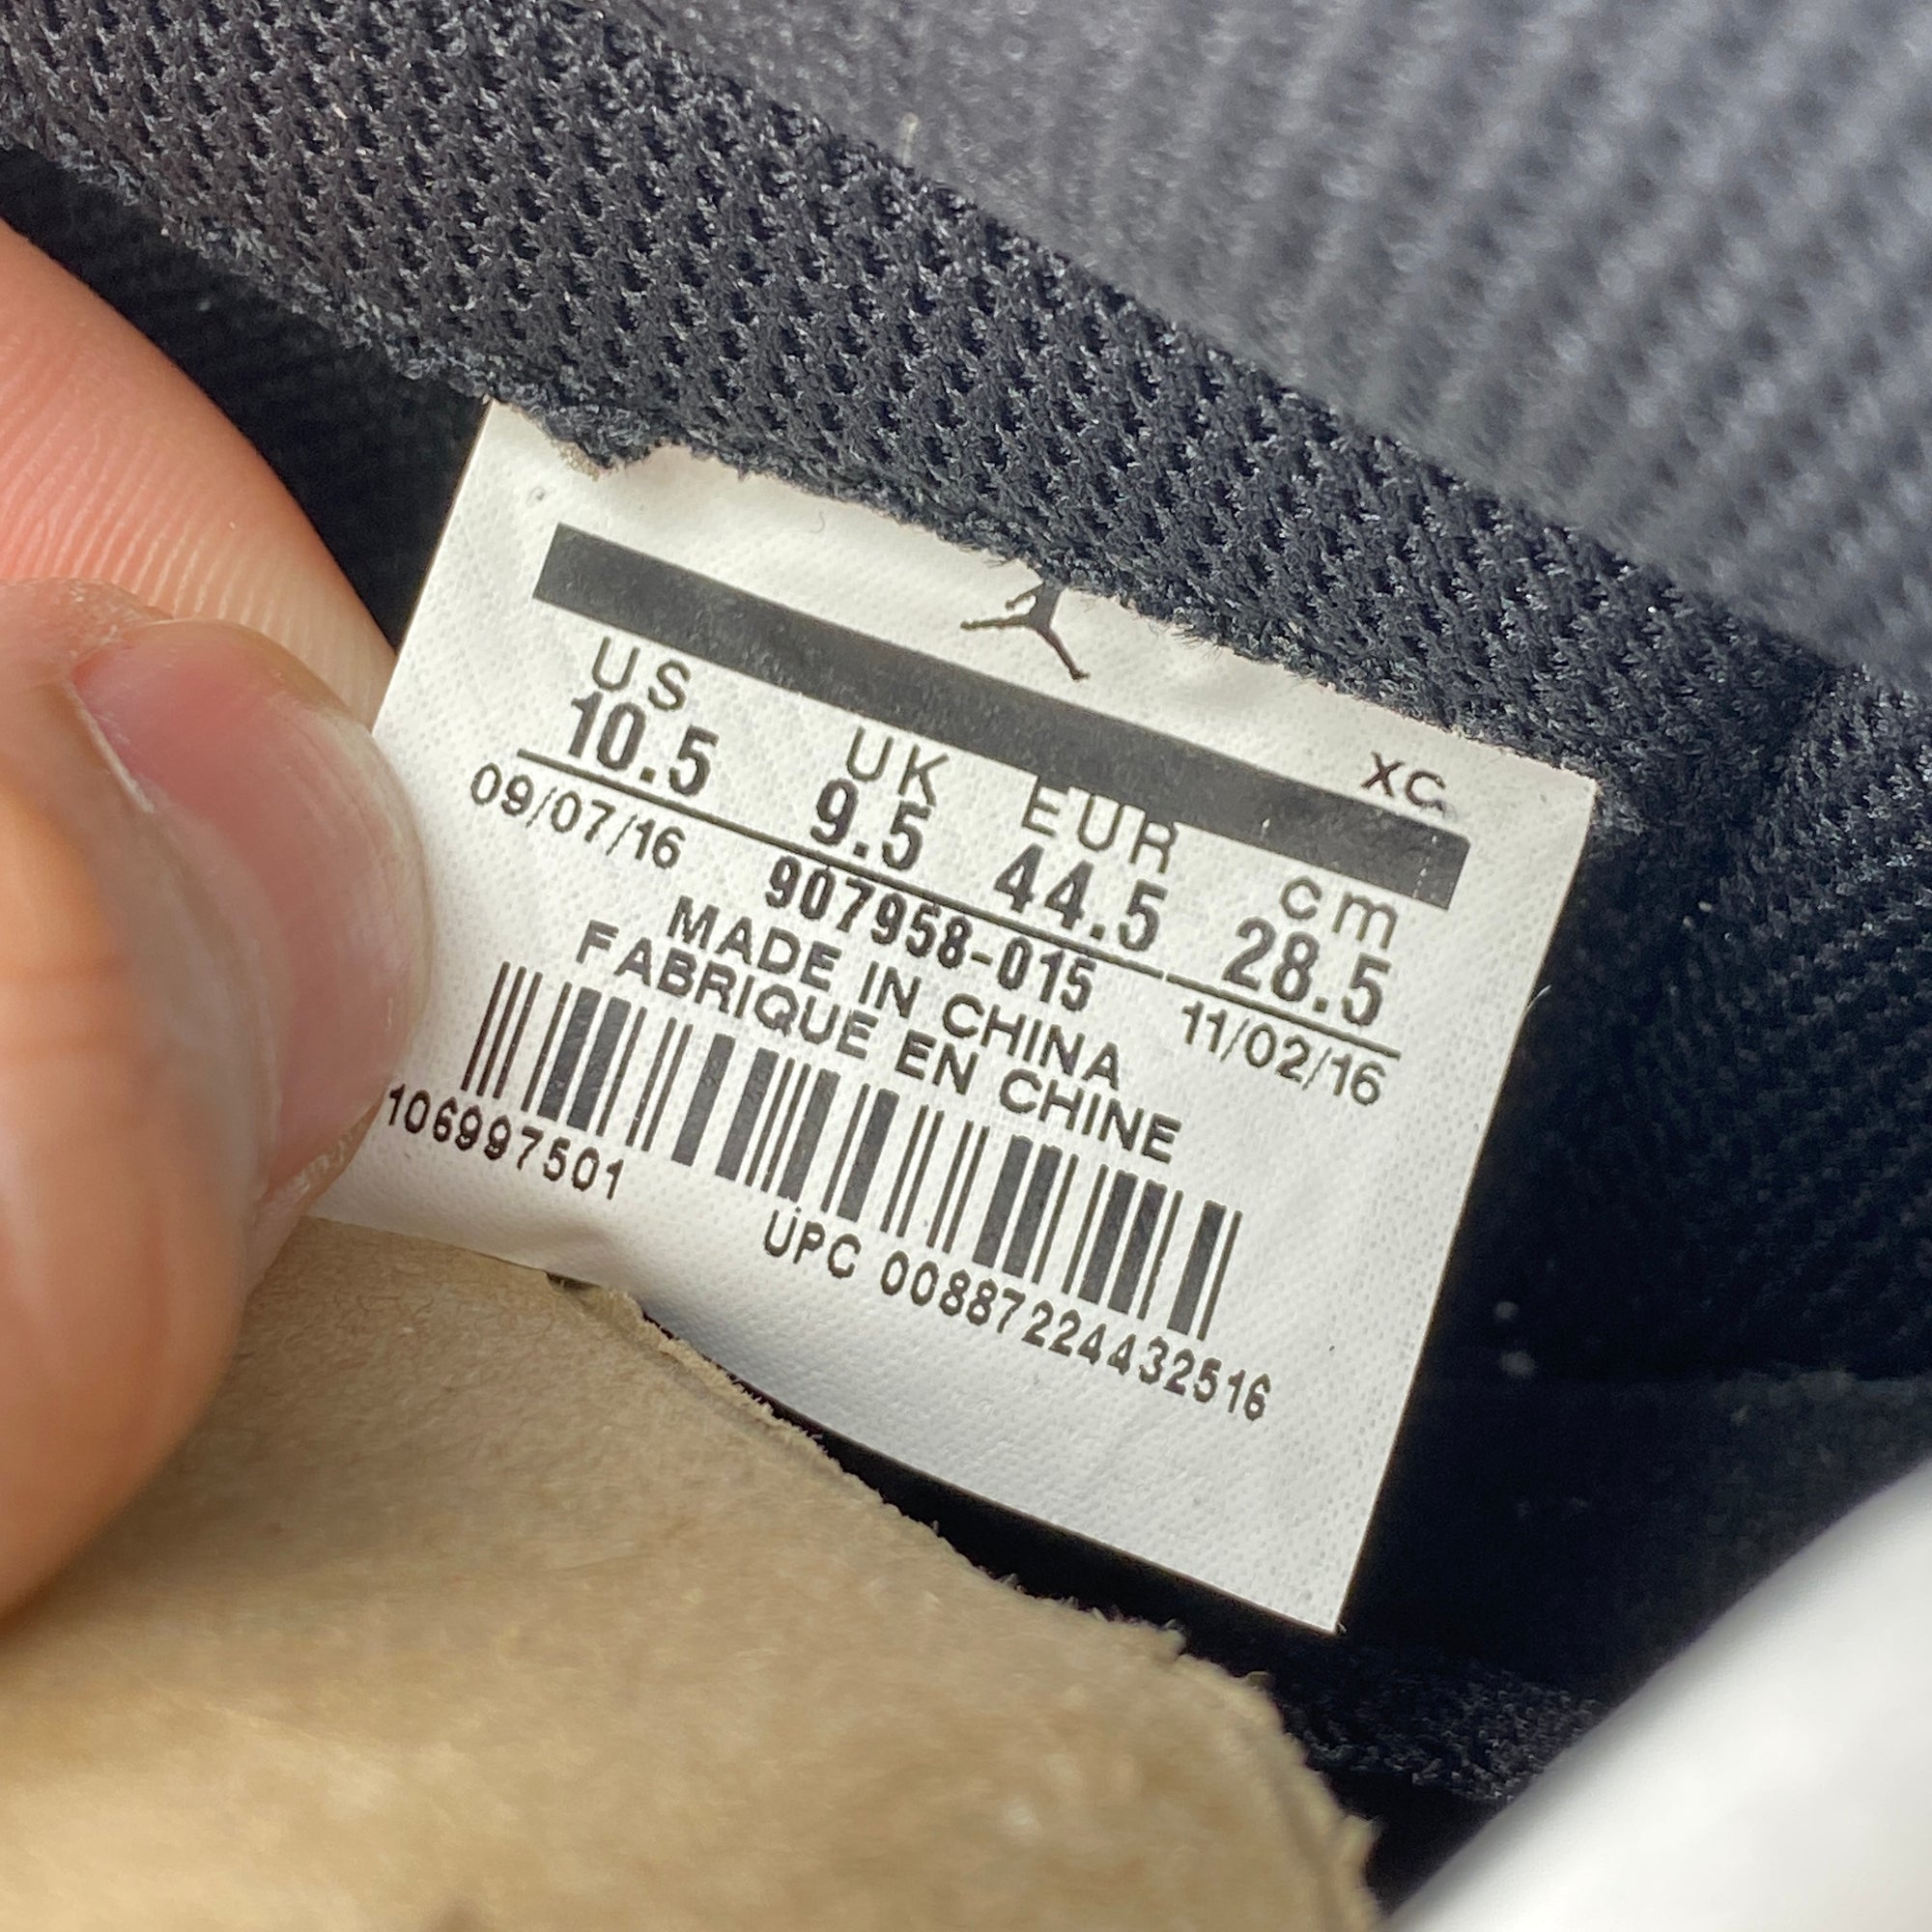 XC
US UK EUR cm
10.5 9.5 44.5 28.5
09/07/16 907958-015 11/02/16
MADE IN CHINA
FABRIQUE EN CHINE
106997501
UPC 00887224432516